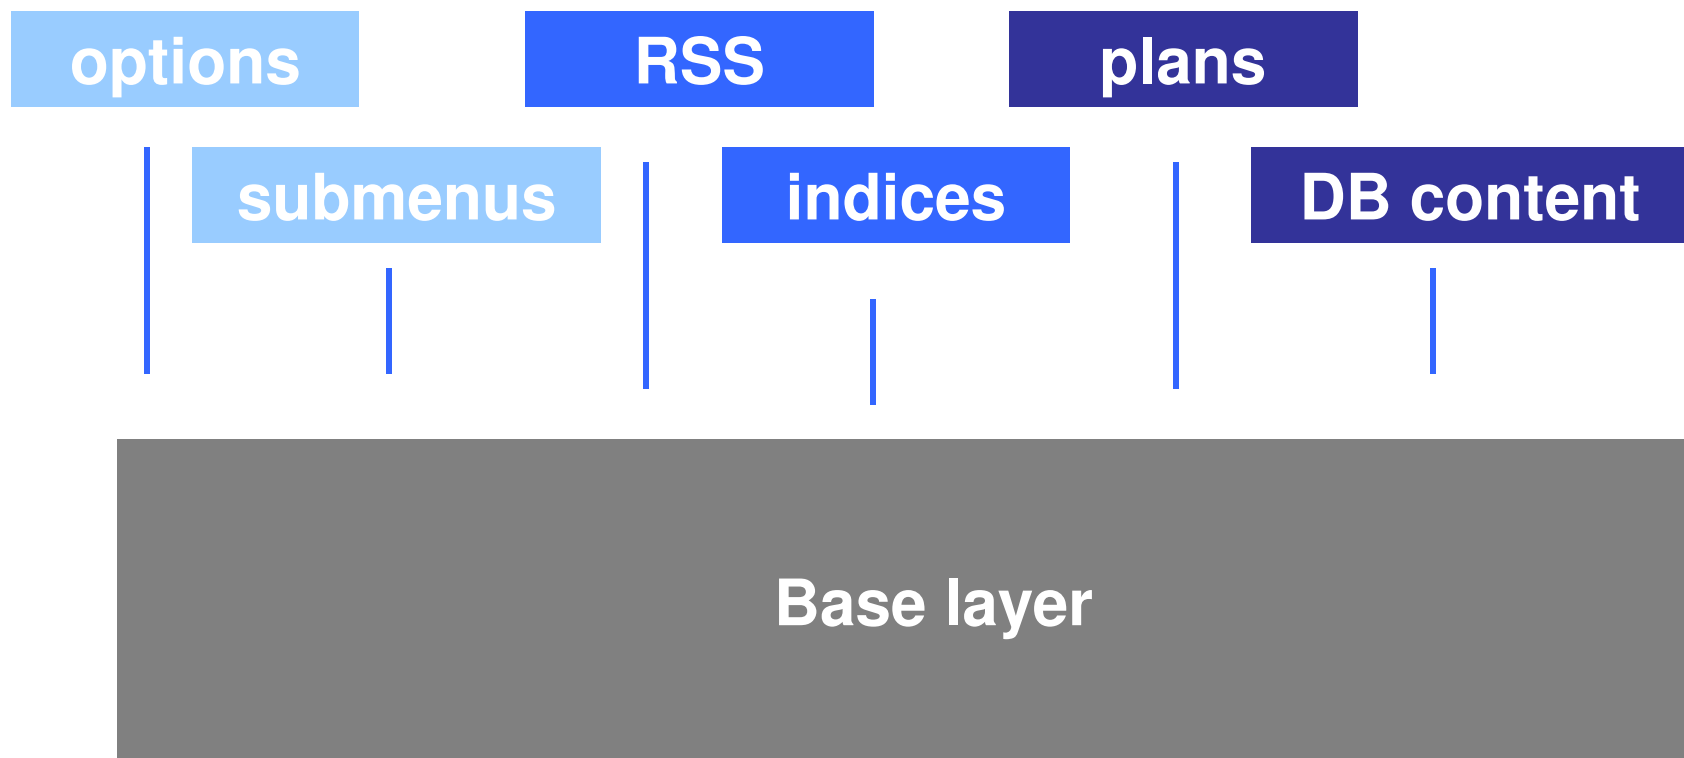 options
RSS
plans
submenus
indices
DB content
Base layer